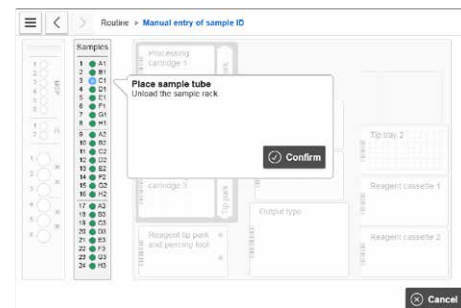 Routine > Manual entry of sample ID
Samples
1 A1
2 B1
3 C1
4 D1
5 E1
6 F1
7 G1
8 H1
9 A2
10 B2
11 C2
12 D2
13 E2
14 F2
15 G2
16 H2
17 A3
18 B3
19 C3
20 D3
21 E3
22 F3
23 G3
24 H3
Processing
cartridge 1
Place sample tube
Unload the sample rack
Confirm
cartridge 3
Tip park
Reagent tip park
and piercing tool
Output type
Tip tray 2
Reagent cassette 1
Reagent cassette 2
Cancel